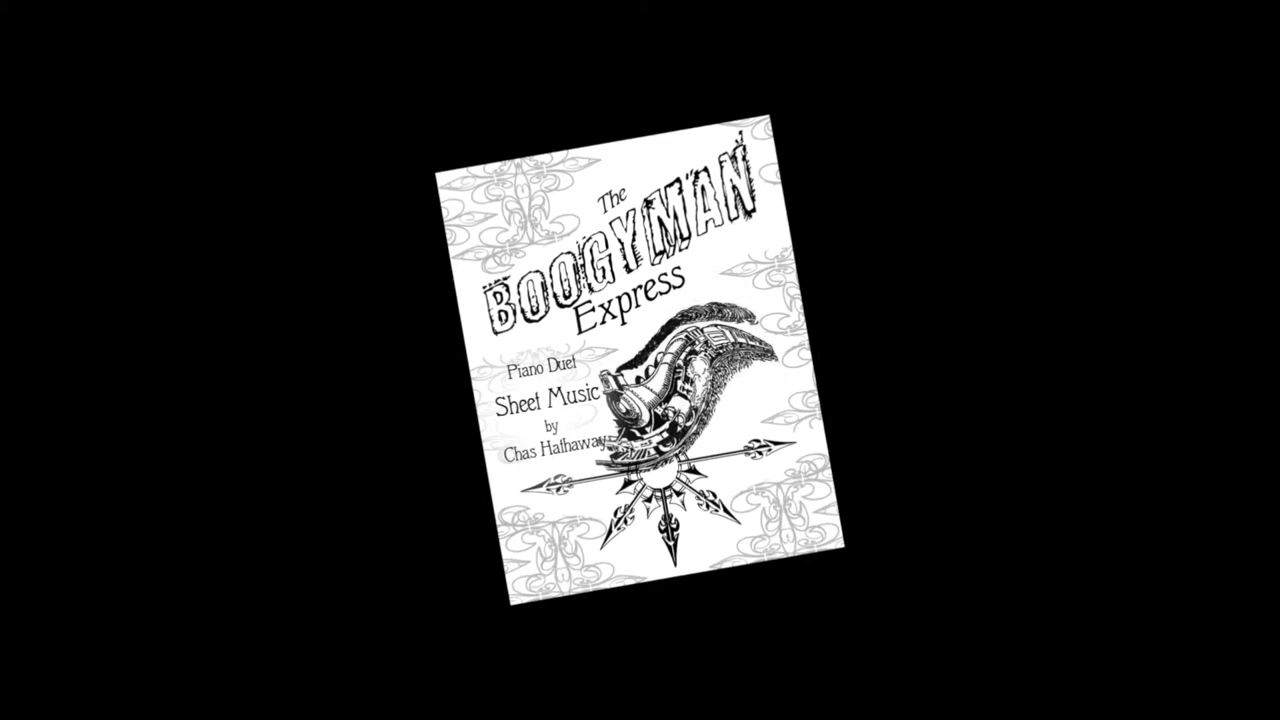 The
BOOGYMAN
Express
Piano Duet
Sheet Music
by
Chas Hathaway